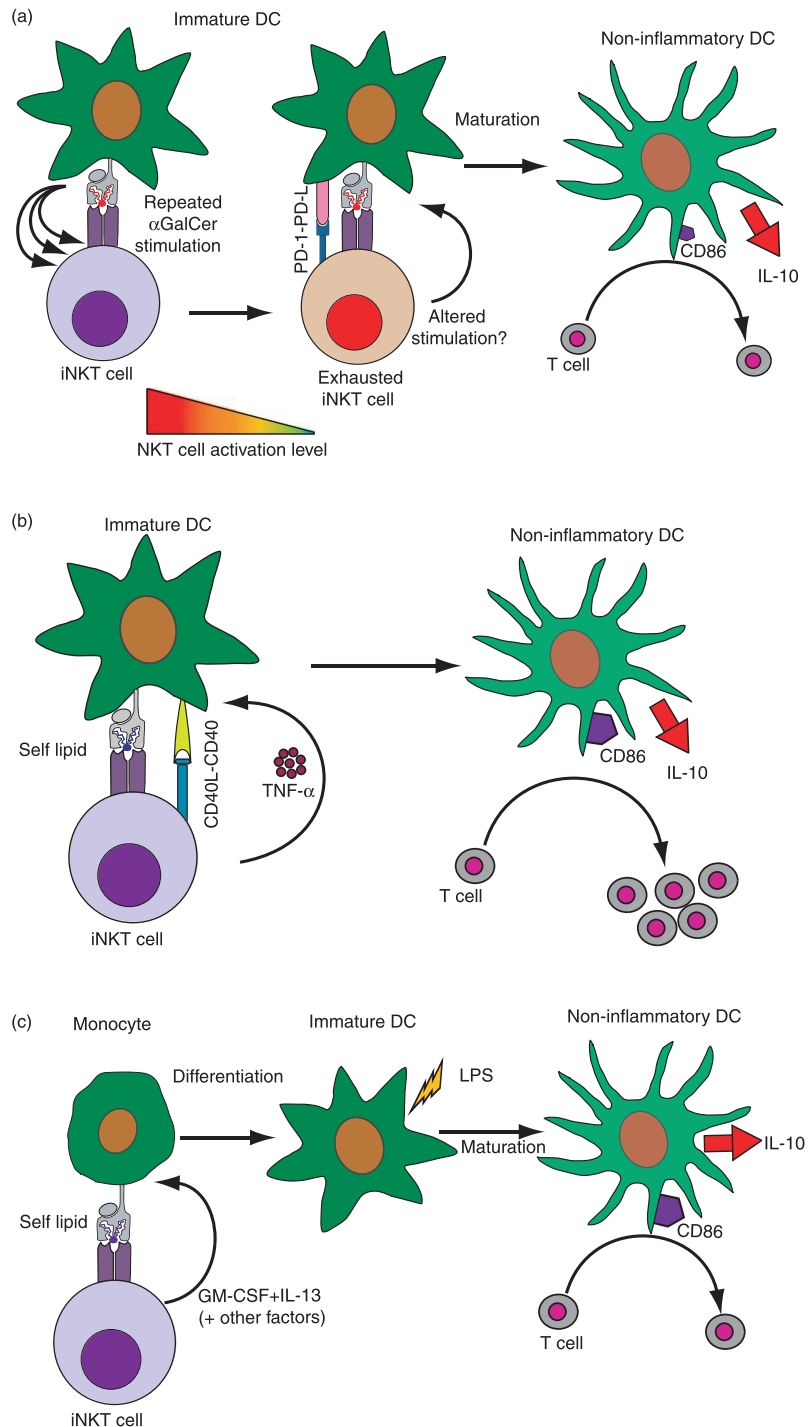 (a)
Immature DC
Non-inflammatory DC
Maturation
Repeated
αGalCer
stimulation
PD-1-PD-L
CD86
IL-10
Altered
stimulation?
T cell
iNKT cell
Exhausted
iNKT cell
NKT cell activation level
(b)
Immature DC
Non-inflammatory DC
Self lipid
CD40L-CD40
TNF-α
CD86
IL-10
T cell
iNKT cell
(c)
Monocyte
Immature DC
Non-inflammatory DC
Differentiation
LPS
Maturation
IL-10
Self lipid
CD86
GM-CSF+IL-13
(+ other factors)
T cell
iNKT cell